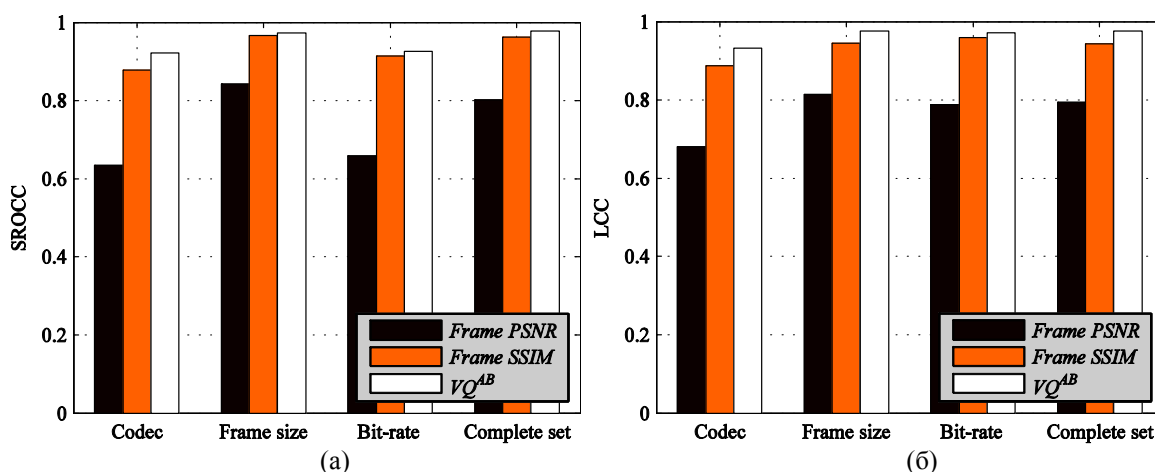 1
0.8
0.6
0.4
0.2
0
SROCC
Frame PSNR
Frame SSIM
VQ^AB
Codec Frame size Bit-rate Complete set
(а)
1
0.8
0.6
0.4
0.2
0
LCC
Frame PSNR
Frame SSIM
VQ^AB
Codec Frame size Bit-rate Complete set
(б)